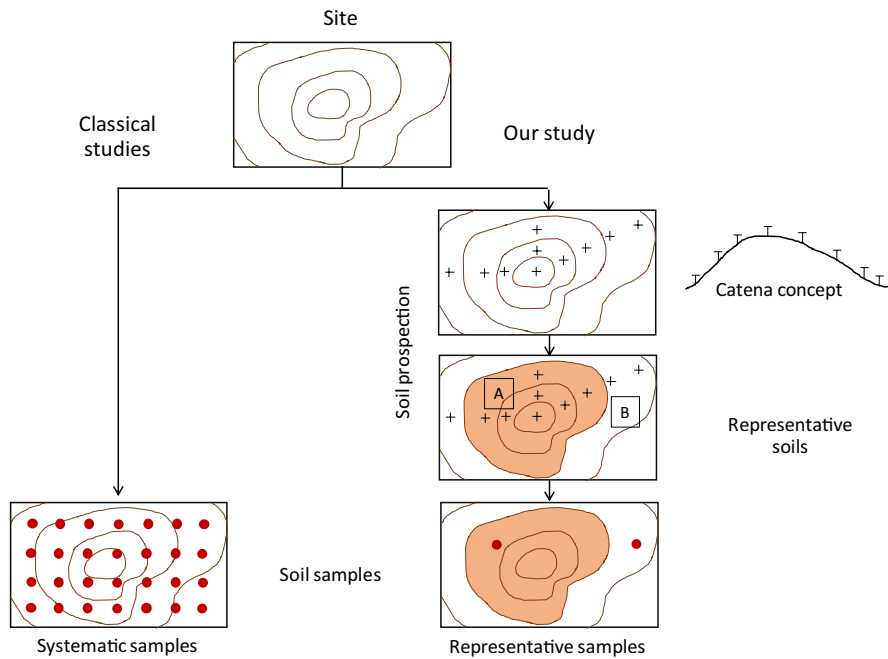 Site
Classical
studies
Our study
Soil prospection
Catena concept
A
B
Representative
soils
Soil samples
Systematic samples
Representative samples